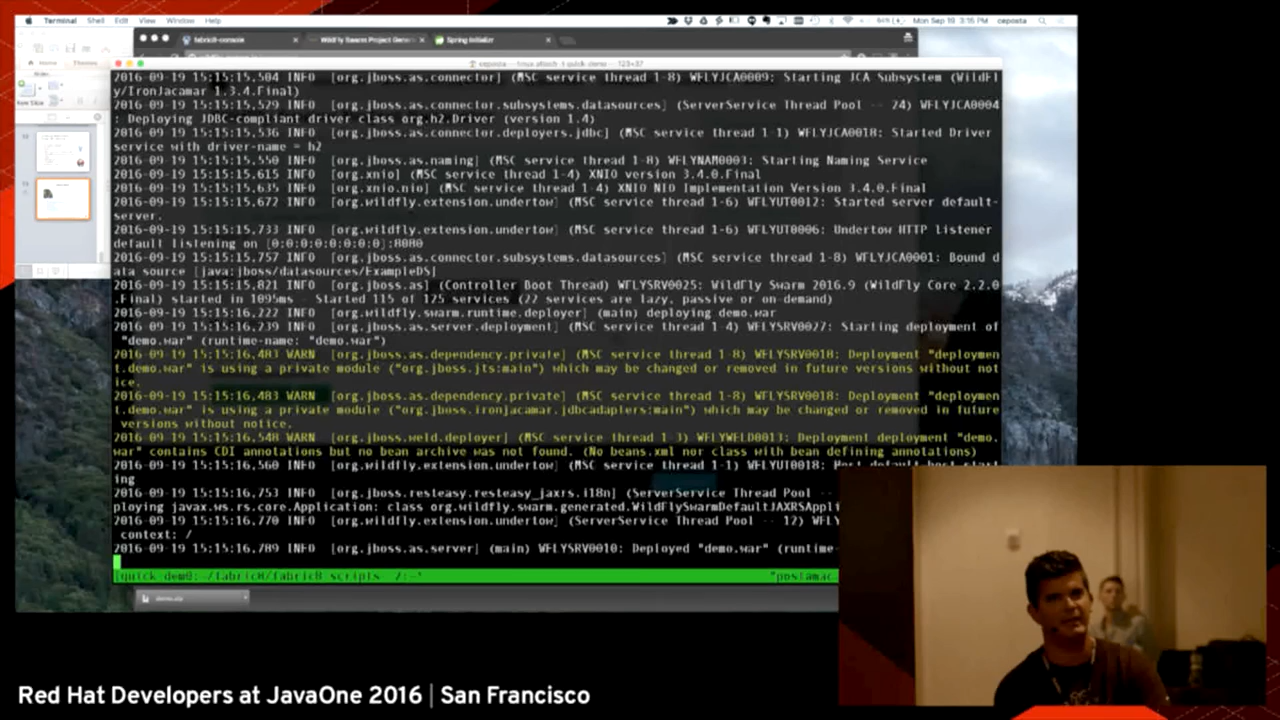 Terminal Shell Edit View Window Help
Mon Sep 19 3:15 PM ceposta
fabric8-console
WildFly Swarm Project Gener
Spring Initializr
2016-09-19 15:15:15,504 INFO [org.jboss.as.connector] (MSC service thread 1-8) WFLYJCA0009: Starting JCA Subsystem (WildFl
y/IronJacamar 1.3.4.Final)
2016-09-19 15:15:15,529 INFO [org.jboss.as.connector.subsystems.datasources] (ServerService Thread Pool -- 24) WFLYJCA0004
: Deploying JDBC-compliant driver class org.h2.Driver (version 1.4)
2016-09-19 15:15:15,536 INFO [org.jboss.as.connector.deployers.jdbc] (MSC service thread 1-1) WFLYJCA0018: Started Driver
service with driver-name = h2
2016-09-19 15:15:15,550 INFO [org.jboss.as.naming] (MSC service thread 1-8) WFLYNAM0003: Starting Naming Service
2016-09-19 15:15:15,615 INFO [org.xnio] (MSC service thread 1-4) XNIO version 3.4.0.Final
2016-09-19 15:15:15,635 INFO [org.xnio.nio] (MSC service thread 1-4) XNIO NIO Implementation Version 3.4.0.Final
2016-09-19 15:15:15,672 INFO [org.wildfly.extension.undertow] (MSC service thread 1-6) WFLYUT0012: Started server default-
server.
2016-09-19 15:15:15,733 INFO [org.wildfly.extension.undertow] (MSC service thread 1-6) WFLYUT0006: Undertow HTTP listener
default listening on [0:0:0:0:0:0:0:0]:8080
2016-09-19 15:15:15,757 INFO [org.jboss.as.connector.subsystems.datasources] (MSC service thread 1-8) WFLYJCA0001: Bound d
ata source [java:jboss/datasources/ExampleDS]
2016-09-19 15:15:15,821 INFO [org.jboss.as] (Controller Boot Thread) WFLYSRV0025: WildFly Swarm 2016.9 (WildFly Core 2.2.0
.Final) started in 1095ms - Started 115 of 125 services (22 services are lazy, passive or on-demand)
2016-09-19 15:15:16,222 INFO [org.wildfly.swarm.runtime.deployer] (main) deploying demo.war
2016-09-19 15:15:16,239 INFO [org.jboss.as.server.deployment] (MSC service thread 1-4) WFLYSRV0027: Starting deployment of
"demo.war" (runtime-name: "demo.war")
2016-09-19 15:15:16,483 WARN [org.jboss.as.dependency.private] (MSC service thread 1-8) WFLYSRV0018: Deployment "deploymen
t.demo.war" is using a private module ("org.jboss.jts:main") which may be changed or removed in future versions without not
ice.
2016-09-19 15:15:16,483 WARN [org.jboss.as.dependency.private] (MSC service thread 1-8) WFLYSRV0018: Deployment "deploymen
t.demo.war" is using a private module ("org.jboss.ironjacamar.jdbcadapters:main") which may be changed or removed in future
versions without notice.
2016-09-19 15:15:16,548 WARN [org.jboss.weld.deployer] (MSC service thread 1-3) WFLYWELD0013: Deployment deployment "demo.
war" contains CDI annotations but no bean archive was not found. (No beans.xml nor class with bean defining annotations)
2016-09-19 15:15:16,560 INFO [org.wildfly.extension.undertow] (MSC service thread 1-1) WFLYUT0018: Host default-host start
ing
2016-09-19 15:15:16,753 INFO [org.jboss.resteasy.resteasy_jaxrs.i18n] (ServerService Thread Pool --
ploying javax.ws.rs.core.Application: class org.wildfly.swarm.generated.WildFlySwarmDefaultJAXRSAppli
2016-09-19 15:15:16,770 INFO [org.wildfly.extension.undertow] (ServerService Thread Pool -- 12) WFLY
context: /
2016-09-19 15:15:16,789 INFO [org.jboss.as.server] (main) WFLYSRV0010: Deployed "demo.war" (runtime-
Red Hat Developers at JavaOne 2016 | San Francisco